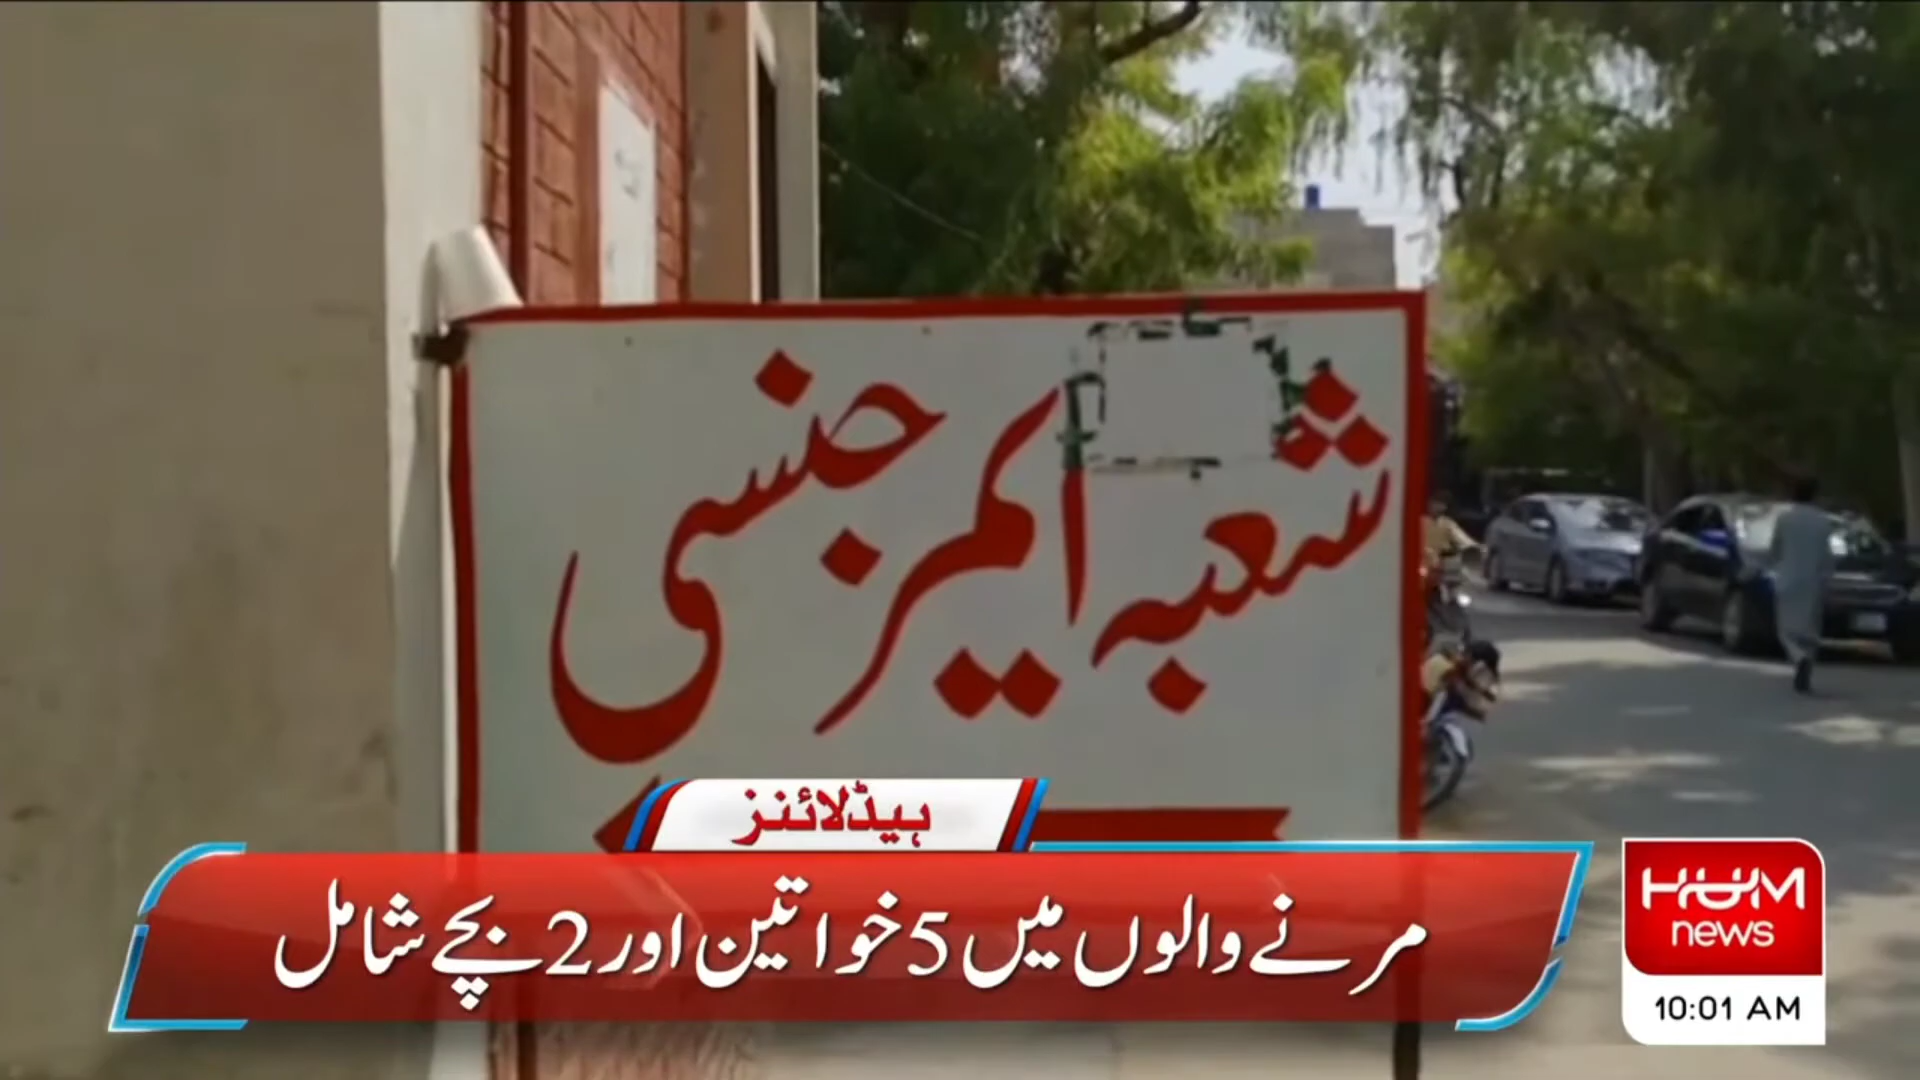 شعبہ ایمرجنسی
ہیڈلائنز
مرنے والوں میں 5 خواتین اور 2 بچے شامل
HUM
news
10:01 AM